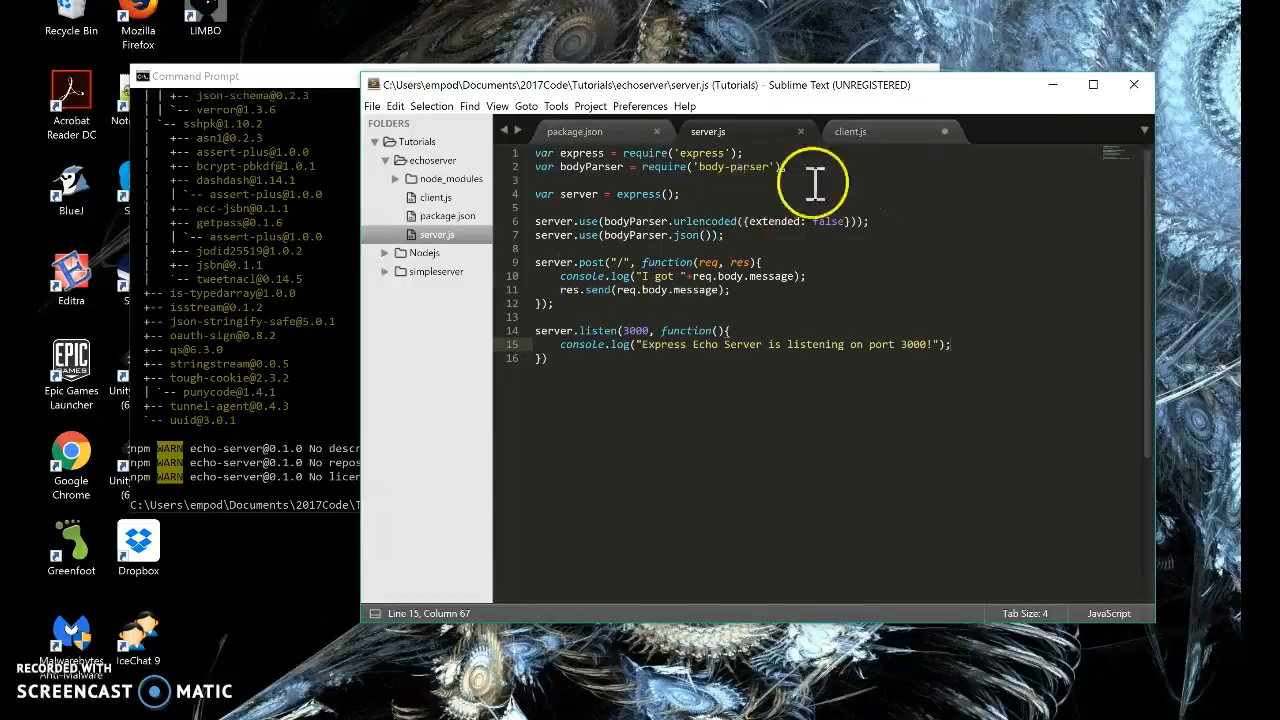 Recycle Bin
Mozilla Firefox
LIMBO
Acrobat Reader DC
BlueJ
Editra
EPIC GAMES
Epic Games Launcher
Google Chrome
Greenfoot
Dropbox
Malwarebytes Anti-Malware
IceChat 9
Command Prompt
| | +-- json-schema@0.2.3
| | `-- verror@1.3.6
| `-- sshpk@1.10.2
|   +-- asn1@0.2.3
|   +-- assert-plus@1.0.0
|   +-- bcrypt-pbkdf@1.0.1
|   +-- dashdash@1.14.1
|   | `-- assert-plus@1.0.0
|   +-- ecc-jsbn@0.1.1
|   +-- getpass@0.1.6
|   | `-- assert-plus@1.0.0
|   +-- jodid25519@1.0.2
|   +-- jsbn@0.1.1
|   `-- tweetnacl@0.14.5
+-- is-typedarray@1.0.0
+-- isstream@0.1.2
+-- json-stringify-safe@5.0.1
+-- oauth-sign@0.8.2
+-- qs@6.3.0
+-- stringstream@0.0.5
+-- tough-cookie@2.3.2
| `-- punycode@1.4.1
+-- tunnel-agent@0.4.3
`-- uuid@3.0.1
npm WARN echo-server@0.1.0 No descr
npm WARN echo-server@0.1.0 No repos
npm WARN echo-server@0.1.0 No licen
C:\Users\empod\Documents\2017Code\T
C:\Users\empod\Documents\2017Code\Tutorials\echoserver\server.js (Tutorials) - Sublime Text (UNREGISTERED)
File Edit Selection Find View Goto Tools Project Preferences Help
FOLDERS
Tutorials
echoserver
node_modules
client.js
package.json
server.js
Nodejs
simpleserver
package.json server.js client.js
1 var express = require('express');
2 var bodyParser = require('body-parser');
3
4 var server = express();
5
6 server.use(bodyParser.urlencoded({extended: false}));
7 server.use(bodyParser.json());
8
9 server.post("/", function(req, res){
10 console.log("I got "+req.body.message);
11 res.send(req.body.message);
12 });
13
14 server.listen(3000, function(){
15 console.log("Express Echo Server is listening on port 3000!");
16 })
Line 15, Column 67
Tab Size: 4
JavaScript
RECORDED WITH
SCREENCAST MATIC